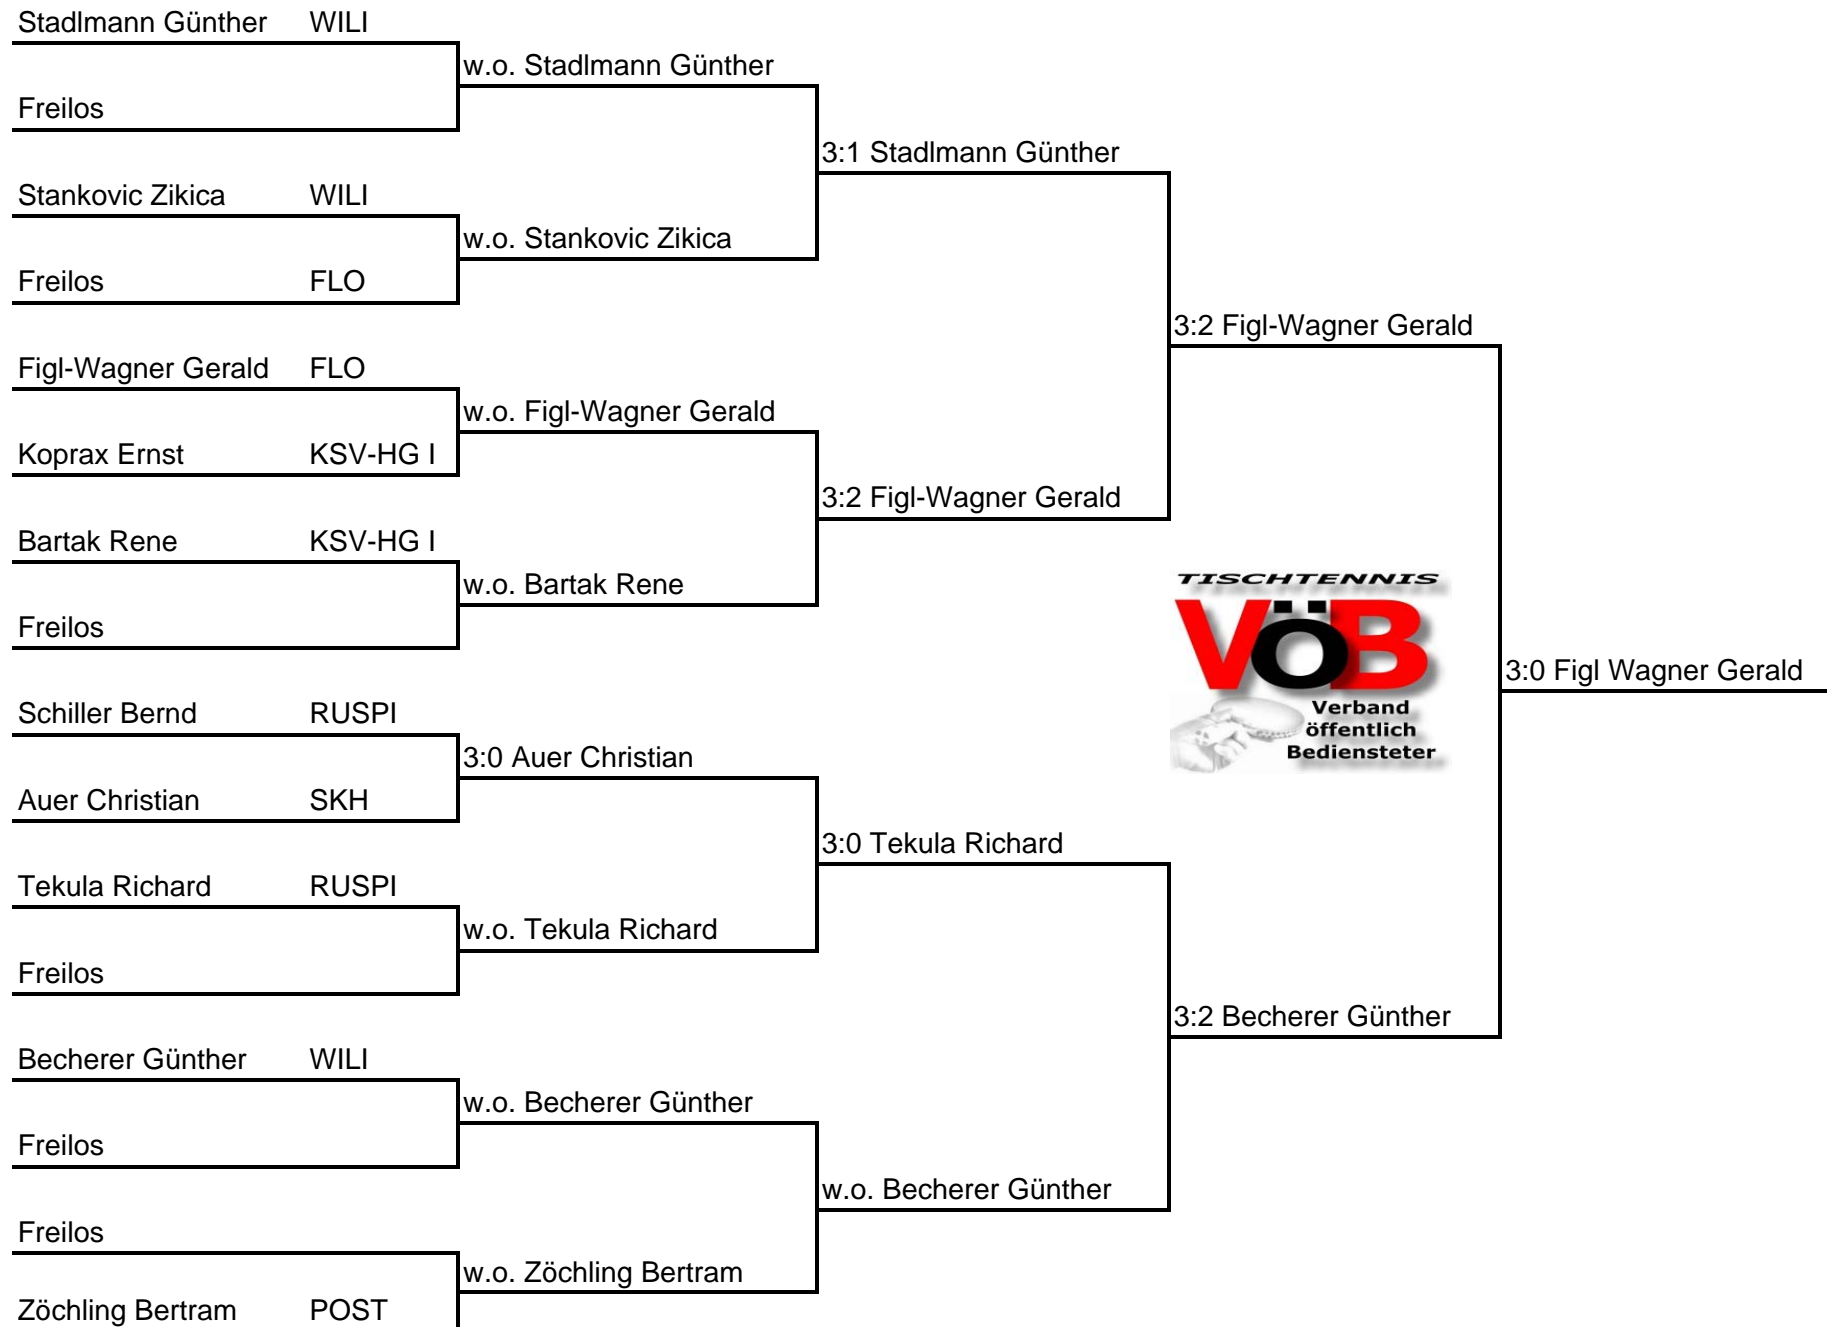 Stadlmann Günther WILI
w.o. Stadlmann Günther
Freilos
3:1 Stadlmann Günther
Stankovic Zikica WILI
w.o. Stankovic Zikica
Freilos FLO
3:2 Figl-Wagner Gerald
Figl-Wagner Gerald FLO
w.o. Figl-Wagner Gerald
Koprax Ernst KSV-HG I
3:2 Figl-Wagner Gerald
Bartak Rene KSV-HG I
w.o. Bartak Rene
Freilos
TISCHTENNIS
VÖB
Verband
öffentlich
Bediensteter
3:0 Figl Wagner Gerald
Schiller Bernd RUSPI
3:0 Auer Christian
Auer Christian SKH
3:0 Tekula Richard
Tekula Richard RUSPI
w.o. Tekula Richard
Freilos
3:2 Becherer Günther
Becherer Günther WILI
w.o. Becherer Günther
Freilos
w.o. Becherer Günther
Freilos
w.o. Zöchling Bertram
Zöchling Bertram POST